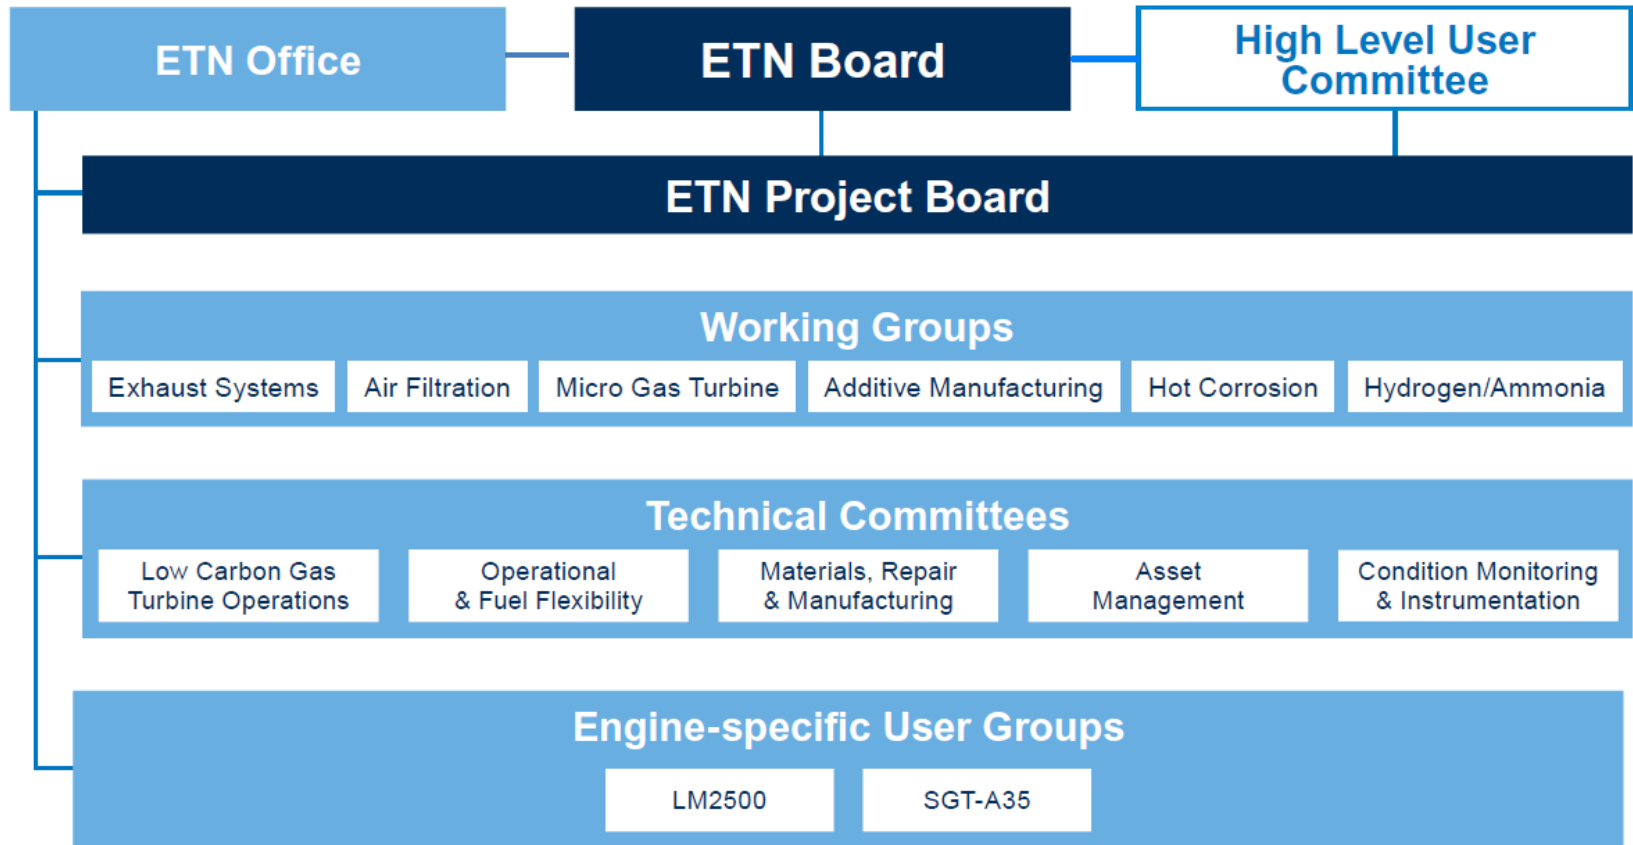 ETN Office
ETN Board
High Level User
Committee
ETN Project Board
Working Groups
Exhaust Systems
Air Filtration
Micro Gas Turbine
Additive Manufacturing
Hot Corrosion
Hydrogen/Ammonia
Technical Committees
Low Carbon Gas
Turbine Operations
Operational
& Fuel Flexibility
Materials, Repair
& Manufacturing
Asset
Management
Condition Monitoring
& Instrumentation
Engine-specific User Groups
LM2500
SGT-A35